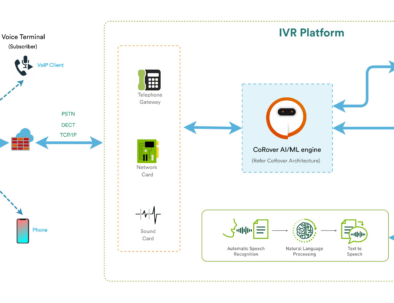 Voice Terminal
(Subscriber)
VoIP Client
PSTN
DECT
TCP/IP
Phone
IVR Platform
Telephone
Gateway
Network
Card
Sound
Card
CoRover AI/ML engine
(Refer CoRover Architecture)
Automatic Speech
Recognition
Natural Language
Processing
Text to
Speech